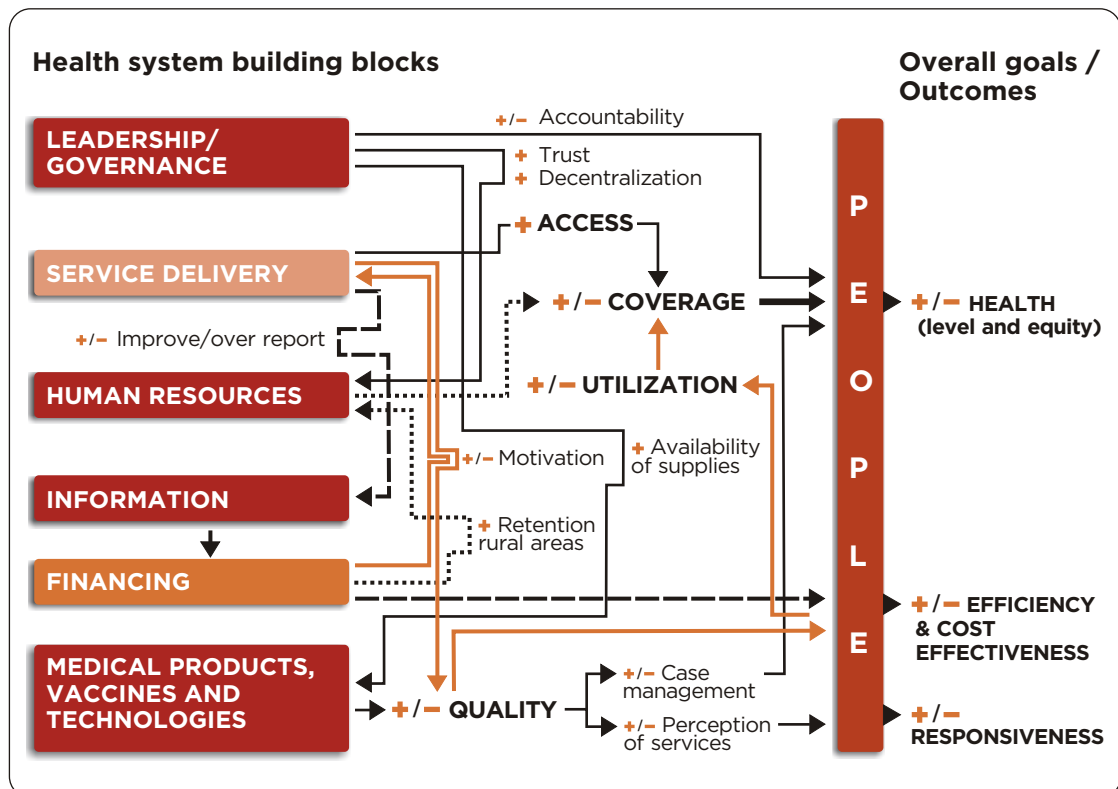 Health system building blocks
Overall goals /
Outcomes
LEADERSHIP/
GOVERNANCE
+/− Accountability
+ Trust
+ Decentralization
+ ACCESS
SERVICE DELIVERY
+/− COVERAGE
+/− HEALTH
(level and equity)
+/− Improve/over report
HUMAN RESOURCES
+/− UTILIZATION
+/− Motivation
+ Availability
of supplies
INFORMATION
+ Retention
rural areas
FINANCING
+/− EFFICIENCY
& COST
EFFECTIVENESS
MEDICAL PRODUCTS,
VACCINES AND
TECHNOLOGIES
+/− QUALITY
+/− Case
management
+/− Perception
of services
+/−
RESPONSIVENESS
P
E
O
P
L
E